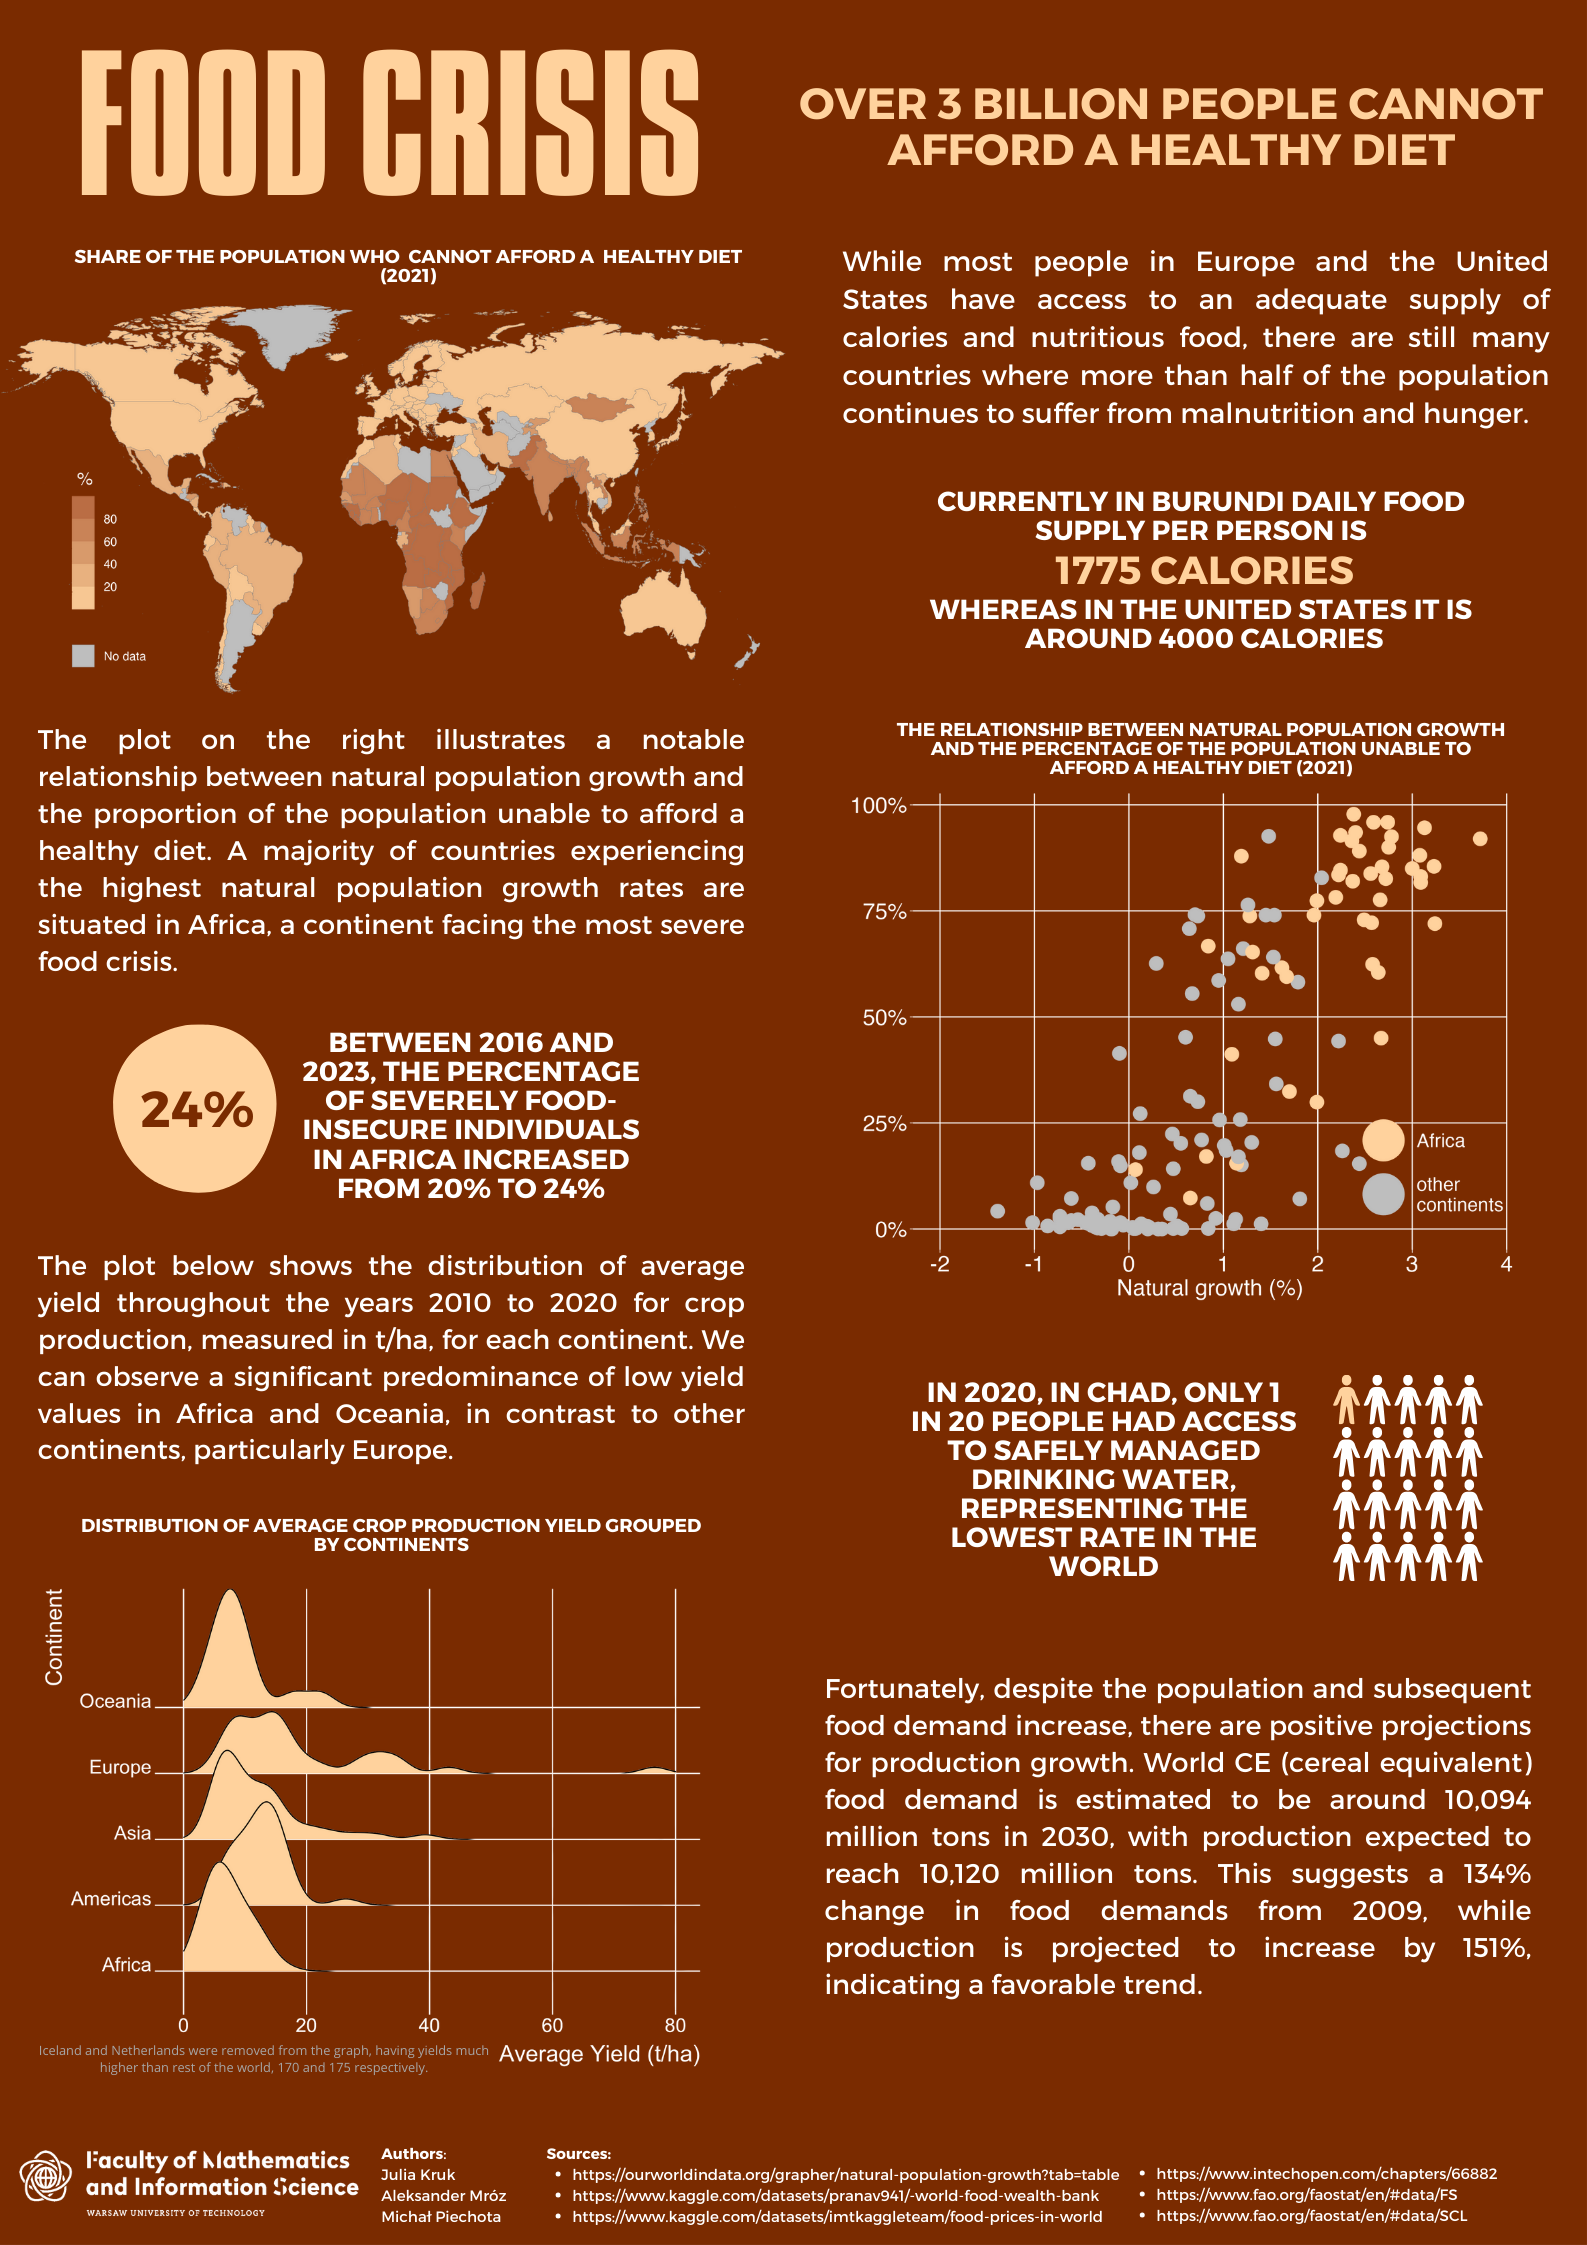 FOOD CRISIS
OVER 3 BILLION PEOPLE CANNOT
AFFORD A HEALTHY DIET
SHARE OF THE POPULATION WHO CANNOT AFFORD A HEALTHY DIET
(2021)
%
80
60
40
20
No data
While most people in Europe and the United
States have access to an adequate supply of
calories and nutritious food, there are still many
countries where more than half of the population
continues to suffer from malnutrition and hunger.
CURRENTLY IN BURUNDI DAILY FOOD
SUPPLY PER PERSON IS
1775 CALORIES
WHEREAS IN THE UNITED STATES IT IS
AROUND 4000 CALORIES
The plot on the right illustrates a notable
relationship between natural population growth and
the proportion of the population unable to afford a
healthy diet. A majority of countries experiencing
the highest natural population growth rates are
situated in Africa, a continent facing the most severe
food crisis.
THE RELATIONSHIP BETWEEN NATURAL POPULATION GROWTH
AND THE PERCENTAGE OF THE POPULATION UNABLE TO
AFFORD A HEALTHY DIET (2021)
100%
75%
50%
25%
0%
Africa
other
continents
-2 -1 0 1 2 3 4
Natural growth (%)
24%
BETWEEN 2016 AND
2023, THE PERCENTAGE
OF SEVERELY FOOD-
INSECURE INDIVIDUALS
IN AFRICA INCREASED
FROM 20% TO 24%
The plot below shows the distribution of average
yield throughout the years 2010 to 2020 for crop
production, measured in t/ha, for each continent. We
can observe a significant predominance of low yield
values in Africa and Oceania, in contrast to other
continents, particularly Europe.
IN 2020, IN CHAD, ONLY 1
IN 20 PEOPLE HAD ACCESS
TO SAFELY MANAGED
DRINKING WATER,
REPRESENTING THE
LOWEST RATE IN THE
WORLD
DISTRIBUTION OF AVERAGE CROP PRODUCTION YIELD GROUPED
BY CONTINENTS
Continent
Oceania
Europe
Asia
Americas
Africa
0 20 40 60 80
Average Yield (t/ha)
Iceland and Netherlands were removed from the graph, having yields much
higher than rest of the world, 170 and 175 respectively.
Fortunately, despite the population and subsequent
food demand increase, there are positive projections
for production growth. World CE (cereal equivalent)
food demand is estimated to be around 10,094
million tons in 2030, with production expected to
reach 10,120 million tons. This suggests a 134%
change in food demands from 2009, while
production is projected to increase by 151%,
indicating a favorable trend.
Faculty of Mathematics
and Information Science
WARSAW UNIVERSITY OF TECHNOLOGY
Authors:
Julia Kruk
Aleksander Mróz
Michał Piechota
Sources:
• https://ourworldindata.org/grapher/natural-population-growth?tab=table
• https://www.kaggle.com/datasets/pranav941/-world-food-wealth-bank
• https://www.kaggle.com/datasets/imtkaggleteam/food-prices-in-world
• https://www.intechopen.com/chapters/66882
• https://www.fao.org/faostat/en/#data/FS
• https://www.fao.org/faostat/en/#data/SCL